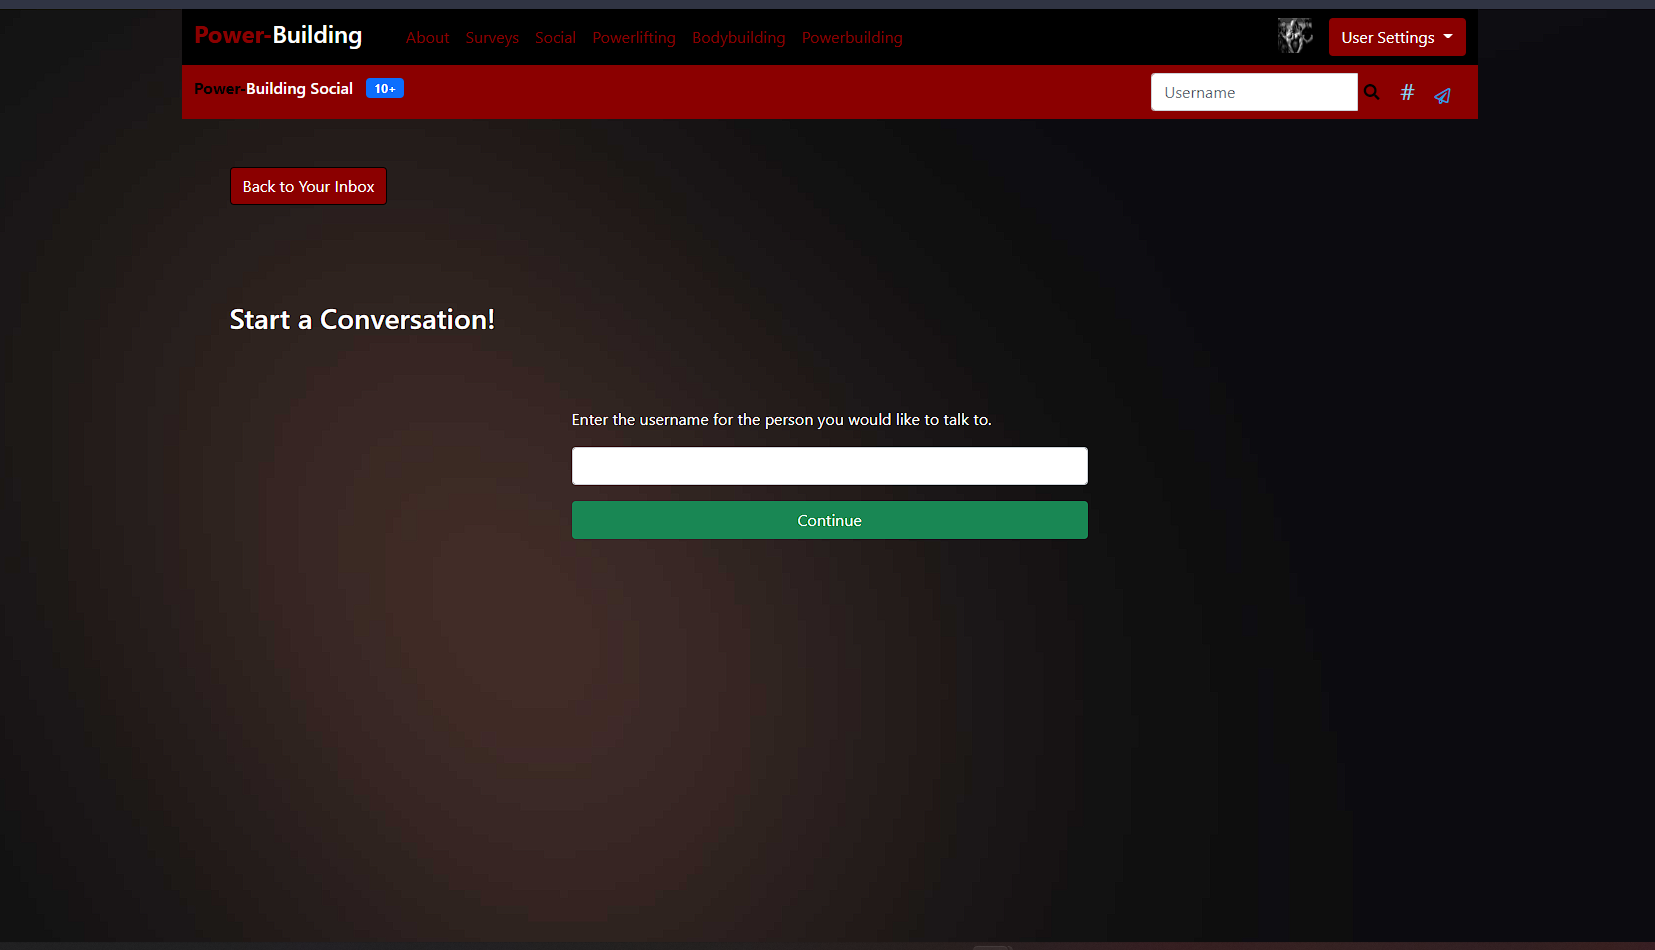 Power-Building
About Surveys Social Powerlifting Bodybuilding Powerbuilding
User Settings
Power-Building Social 10+
Username #
Back to Your Inbox
Start a Conversation!
Enter the username for the person you would like to talk to.
Continue